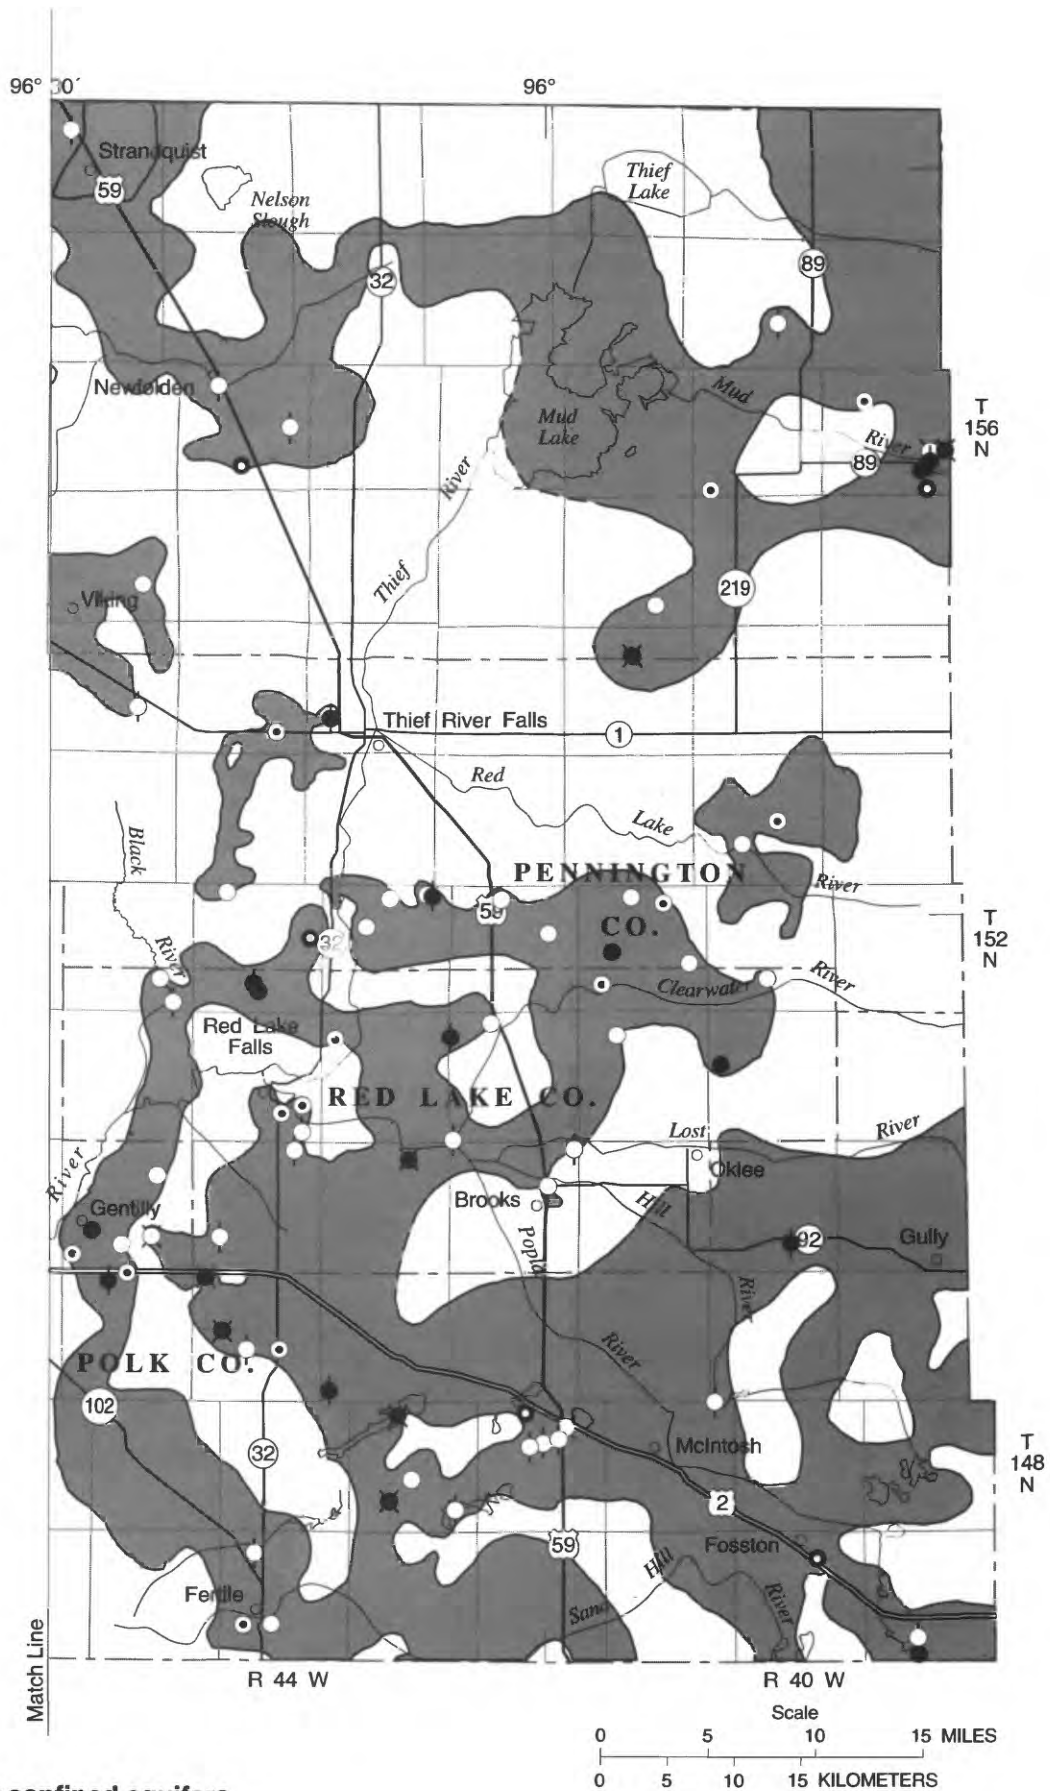 96° 30´ 96°
Strandquist
59
Nelson
Slough
Thief
Lake
32
89
Newfolden
Mud
Lake
Mud
River
89
T
156
N
River
Thief
Viking
219
Thief River Falls
1
Red
Lake
River
Black
River
PENNINGTON
CO.
59
32
T
152
N
Clearwater
River
Red Lake
Falls
RED LAKE CO.
Lost
River
River
Oklee
Gentilly
Brooks
Hill
River
92
Gully
River
POLK CO.
102
32
McIntosh
T
148
N
2
59
Fosston
Hill
River
Sand
Fertile
Match Line
R 44 W
R 40 W
Scale
0 5 10 15 MILES
0 5 10 15 KILOMETERS